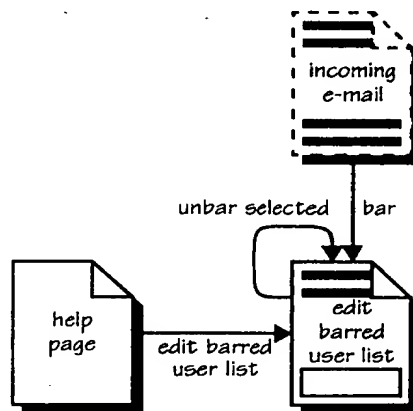 incoming
e-mail
unbar selected
bar
help
page
edit barred
user list
edit
barred
user list